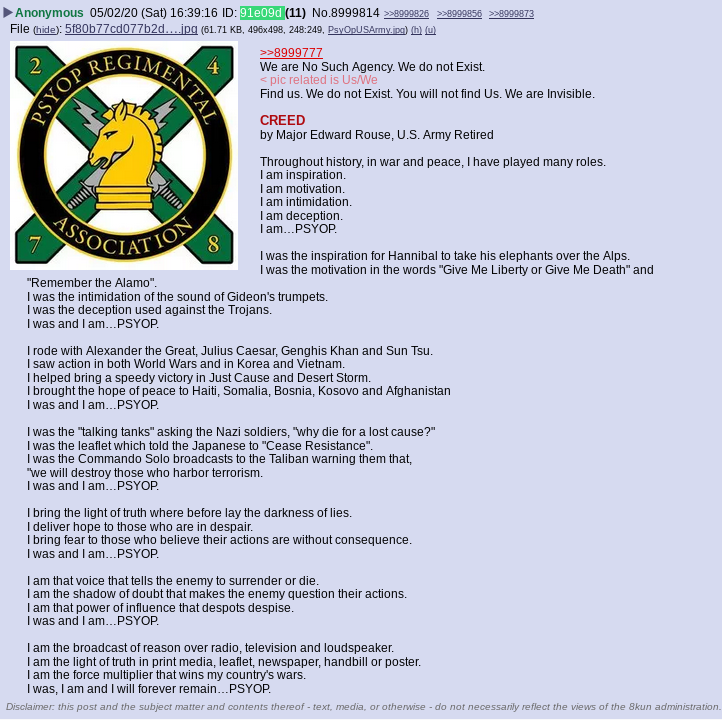 Anonymous 05/02/20 (Sat) 16:39:16 ID: 91e09d (11) No.8999814 >>8999826 >>8999856 >>8999873
File (hide): 5f80b77cd077b2d….jpg (61.71 KB, 496x498, 248:249, PsyOpUSArmy.jpg) (h) (u)
2 4
PSYOP REGIMENTAL
ASSOCIATION
7 8
>>8999777
We are No Such Agency. We do not Exist.
< pic related is Us/We
Find us. We do not Exist. You will not find Us. We are Invisible.
CREED
by Major Edward Rouse, U.S. Army Retired
Throughout history, in war and peace, I have played many roles.
I am inspiration.
I am motivation.
I am intimidation.
I am deception.
I am…PSYOP.
I was the inspiration for Hannibal to take his elephants over the Alps.
I was the motivation in the words "Give Me Liberty or Give Me Death" and
"Remember the Alamo".
I was the intimidation of the sound of Gideon's trumpets.
I was the deception used against the Trojans.
I was and I am…PSYOP.
I rode with Alexander the Great, Julius Caesar, Genghis Khan and Sun Tsu.
I saw action in both World Wars and in Korea and Vietnam.
I helped bring a speedy victory in Just Cause and Desert Storm.
I brought the hope of peace to Haiti, Somalia, Bosnia, Kosovo and Afghanistan
I was and I am…PSYOP.
I was the "talking tanks" asking the Nazi soldiers, "why die for a lost cause?"
I was the leaflet which told the Japanese to "Cease Resistance".
I was the Commando Solo broadcasts to the Taliban warning them that,
"we will destroy those who harbor terrorism.
I was and I am…PSYOP.
I bring the light of truth where before lay the darkness of lies.
I deliver hope to those who are in despair.
I bring fear to those who believe their actions are without consequence.
I was and I am…PSYOP.
I am that voice that tells the enemy to surrender or die.
I am the shadow of doubt that makes the enemy question their actions.
I am that power of influence that despots despise.
I was and I am…PSYOP.
I am the broadcast of reason over radio, television and loudspeaker.
I am the light of truth in print media, leaflet, newspaper, handbill or poster.
I am the force multiplier that wins my country's wars.
I was, I am and I will forever remain…PSYOP.
Disclaimer: this post and the subject matter and contents thereof - text, media, or otherwise - do not necessarily reflect the views of the 8kun administration.